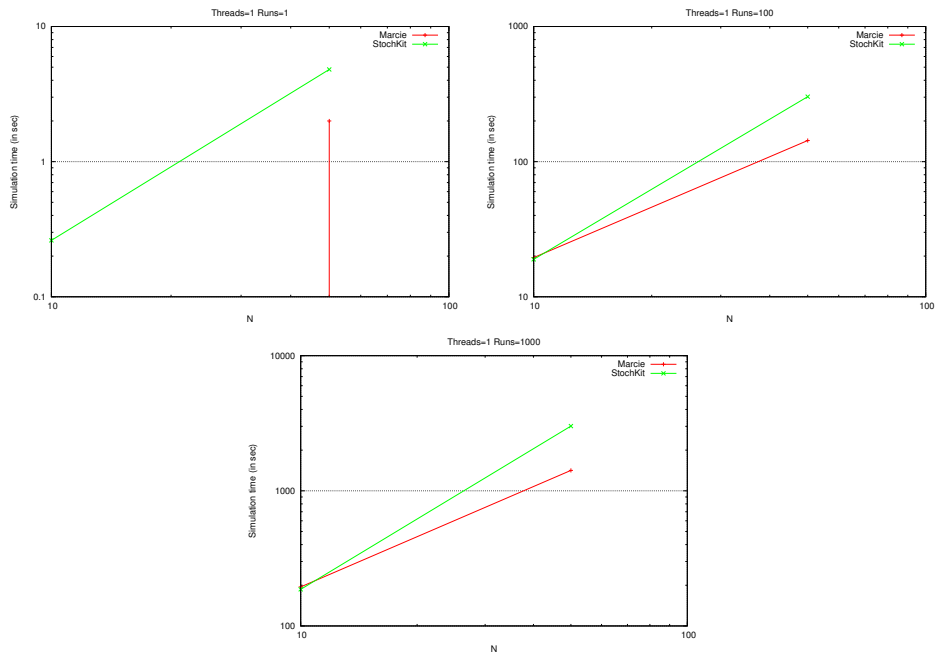 Threads=1 Runs=1
10
1
0.1
Simulation time (in sec)
Marcie
StochKit
10
100
N
Threads=1 Runs=100
1000
100
10
Simulation time (in sec)
Marcie
StochKit
10
100
N
Threads=1 Runs=1000
10000
1000
100
Simulation time (in sec)
Marcie
StochKit
10
100
N